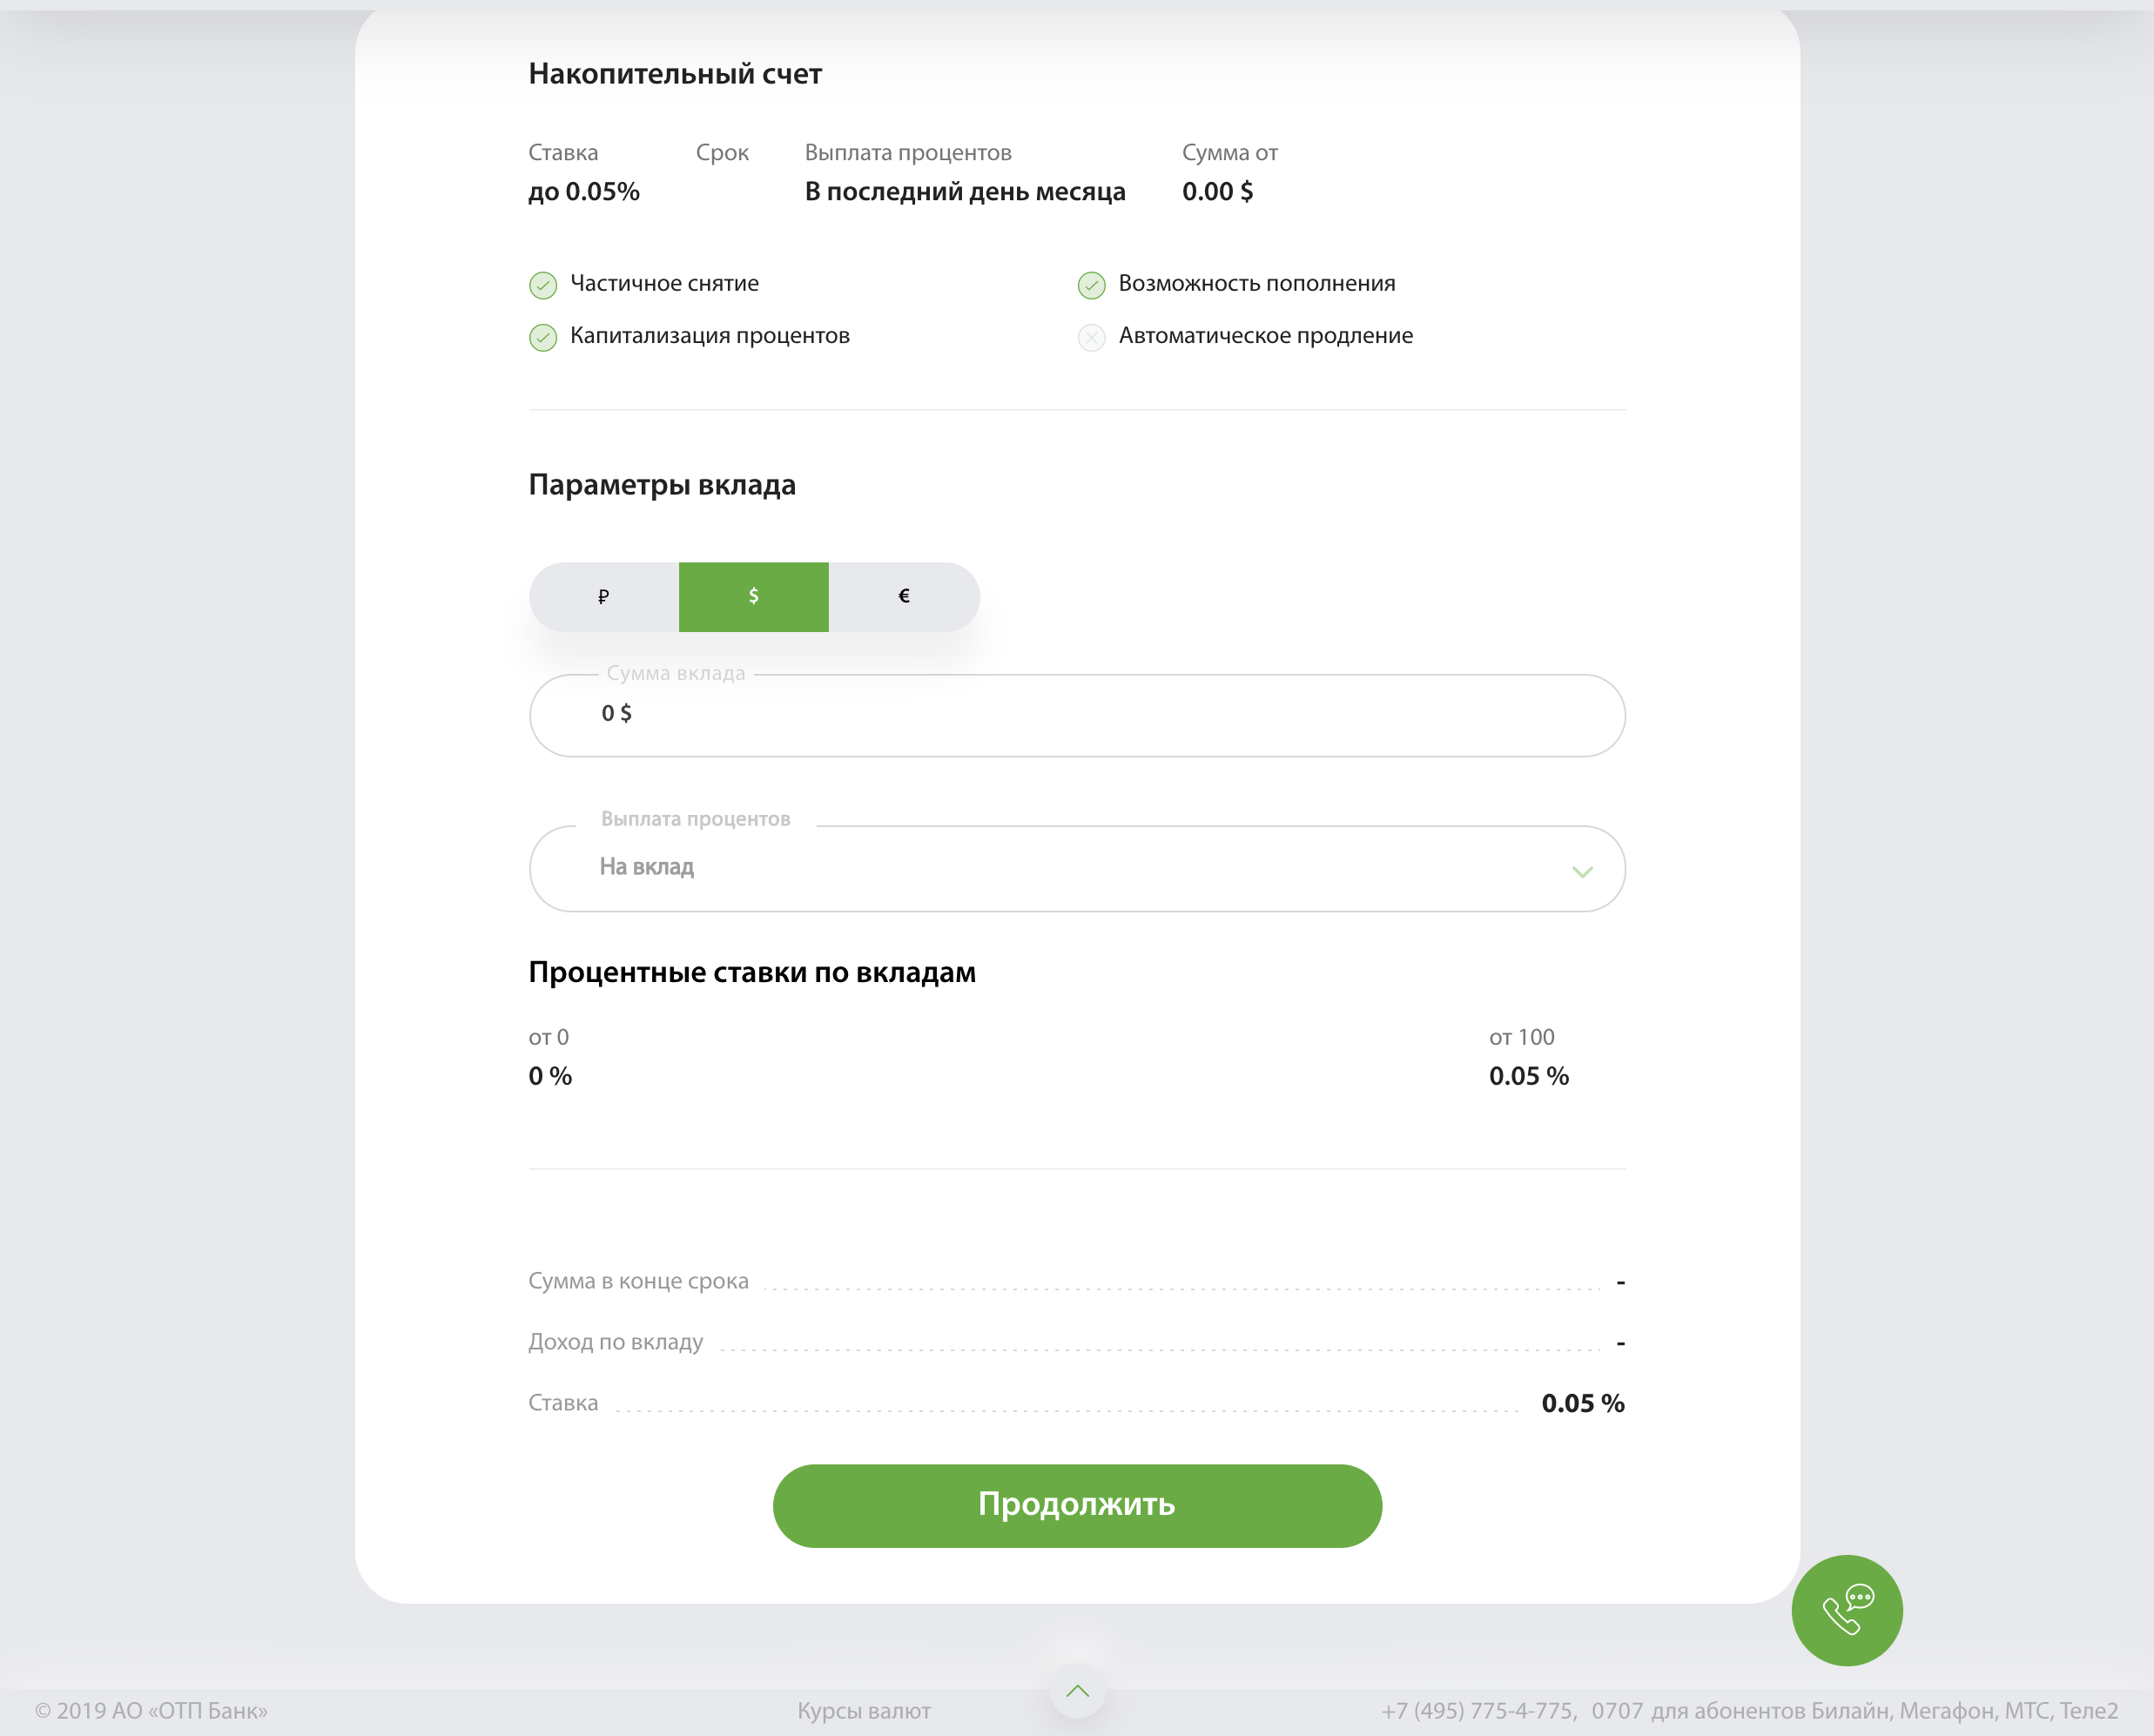 Накопительный счет
Ставка Срок Выплата процентов Сумма от
до 0.05% В последний день месяца 0.00 $
Частичное снятие Возможность пополнения
Капитализация процентов Автоматическое продление
Параметры вклада
₽ $ €
Сумма вклада
0 $
Выплата процентов
На вклад
Процентные ставки по вкладам
от 0 от 100
0 % 0.05 %
Сумма в конце срока -
Доход по вкладу -
Ставка 0.05 %
Продолжить
© 2019 АО «ОТП Банк» Курсы валют +7 (495) 775-4-775, 0707 для абонентов Билайн, Мегафон, МТС, Теле2